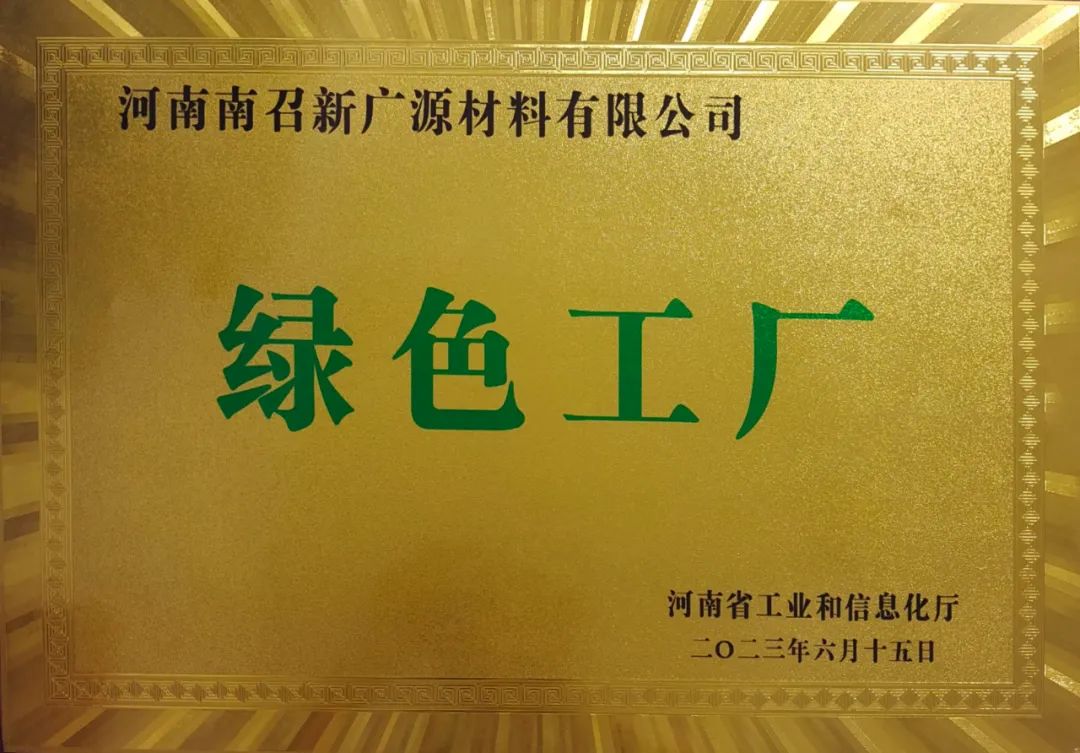 河南南召新广源材料有限公司
绿色工厂
河南省工业和信息化厅
二〇二三年六月十五日